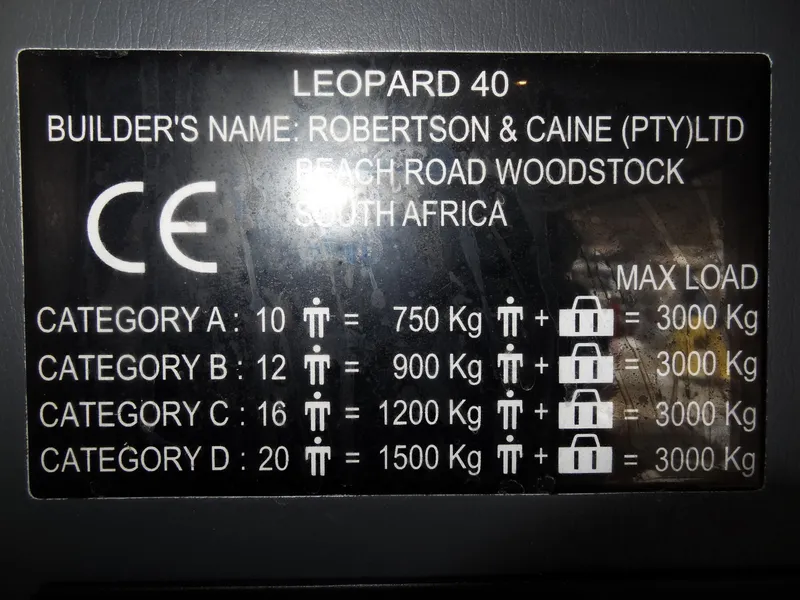 LEOPARD 40
BUILDER'S NAME: ROBERTSON & CAINE (PTY)LTD
BEACH ROAD WOODSTOCK
SOUTH AFRICA
CE
MAX LOAD
CATEGORY A : 10 = 750 Kg + = 3000 Kg
CATEGORY B : 12 = 900 Kg + = 3000 Kg
CATEGORY C : 16 = 1200 Kg + = 3000 Kg
CATEGORY D : 20 = 1500 Kg + = 3000 Kg